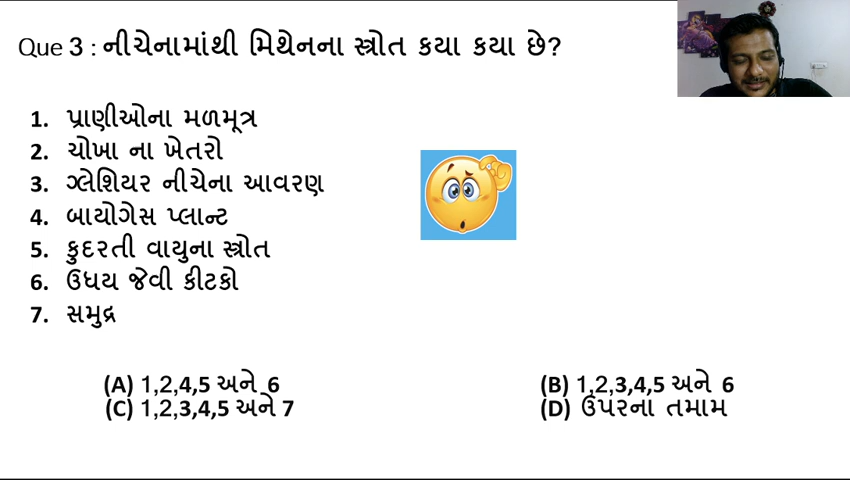 Que 3 : નીચેનામાંથી મિથેનના સ્ત્રોત કયા કયા છે?
1. પ્રાણીઓના મળમૂત્ર
2. ચોખા ના ખેતરો
3. ગ્લેશિયર નીચેના આવરણ
4. બાયોગેસ પ્લાન્ટ
5. કુદરતી વાયુના સ્ત્રોત
6. ઉધય જેવી કીટકો
7. સમુદ્ર
(A) 1,2,4,5 અને 6
(B) 1,2,3,4,5 અને 6
(C) 1,2,3,4,5 અને 7
(D) ઉપરના તમામ